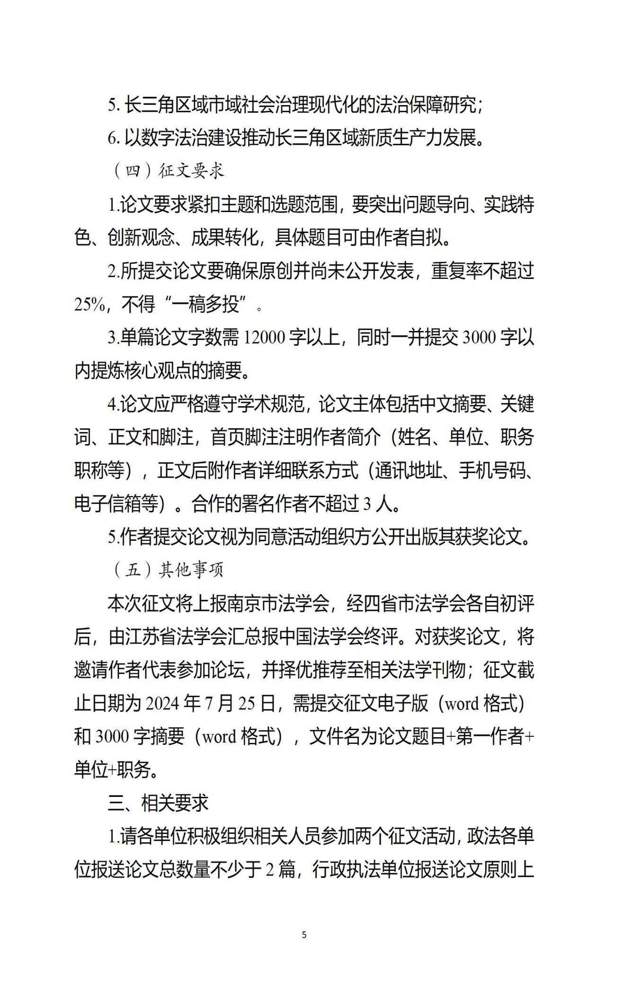 5. 长三角区域市域社会治理现代化的法治保障研究；
6. 以数字法治建设推动长三角区域新质生产力发展。
（四）征文要求
1.论文要求紧扣主题和选题范围，要突出问题导向、实践特
色、创新观念、成果转化，具体题目可由作者自拟。
2.所提交论文要确保原创并尚未公开发表，重复率不超过
25%，不得“一稿多投”。
3.单篇论文字数需 12000 字以上，同时一并提交 3000 字以
内提炼核心观点的摘要。
4.论文应严格遵守学术规范，论文主体包括中文摘要、关键
词、正文和脚注，首页脚注注明作者简介（姓名、单位、职务
职称等），正文后附作者详细联系方式（通讯地址、手机号码、
电子信箱等）。合作的署名作者不超过 3 人。
5.作者提交论文视为同意活动组织方公开出版其获奖论文。
（五）其他事项
本次征文将上报南京市法学会，经四省市法学会各自初评
后，由江苏省法学会汇总报中国法学会终评。对获奖论文，将
邀请作者代表参加论坛，并择优推荐至相关法学刊物；征文截
止日期为 2024 年 7 月 25 日，需提交征文电子版（word 格式）
和 3000 字摘要（word 格式），文件名为论文题目+第一作者+
单位+职务。
三、相关要求
1.请各单位积极组织相关人员参加两个征文活动，政法各单
位报送论文总数量不少于 2 篇，行政执法单位报送论文原则上
5